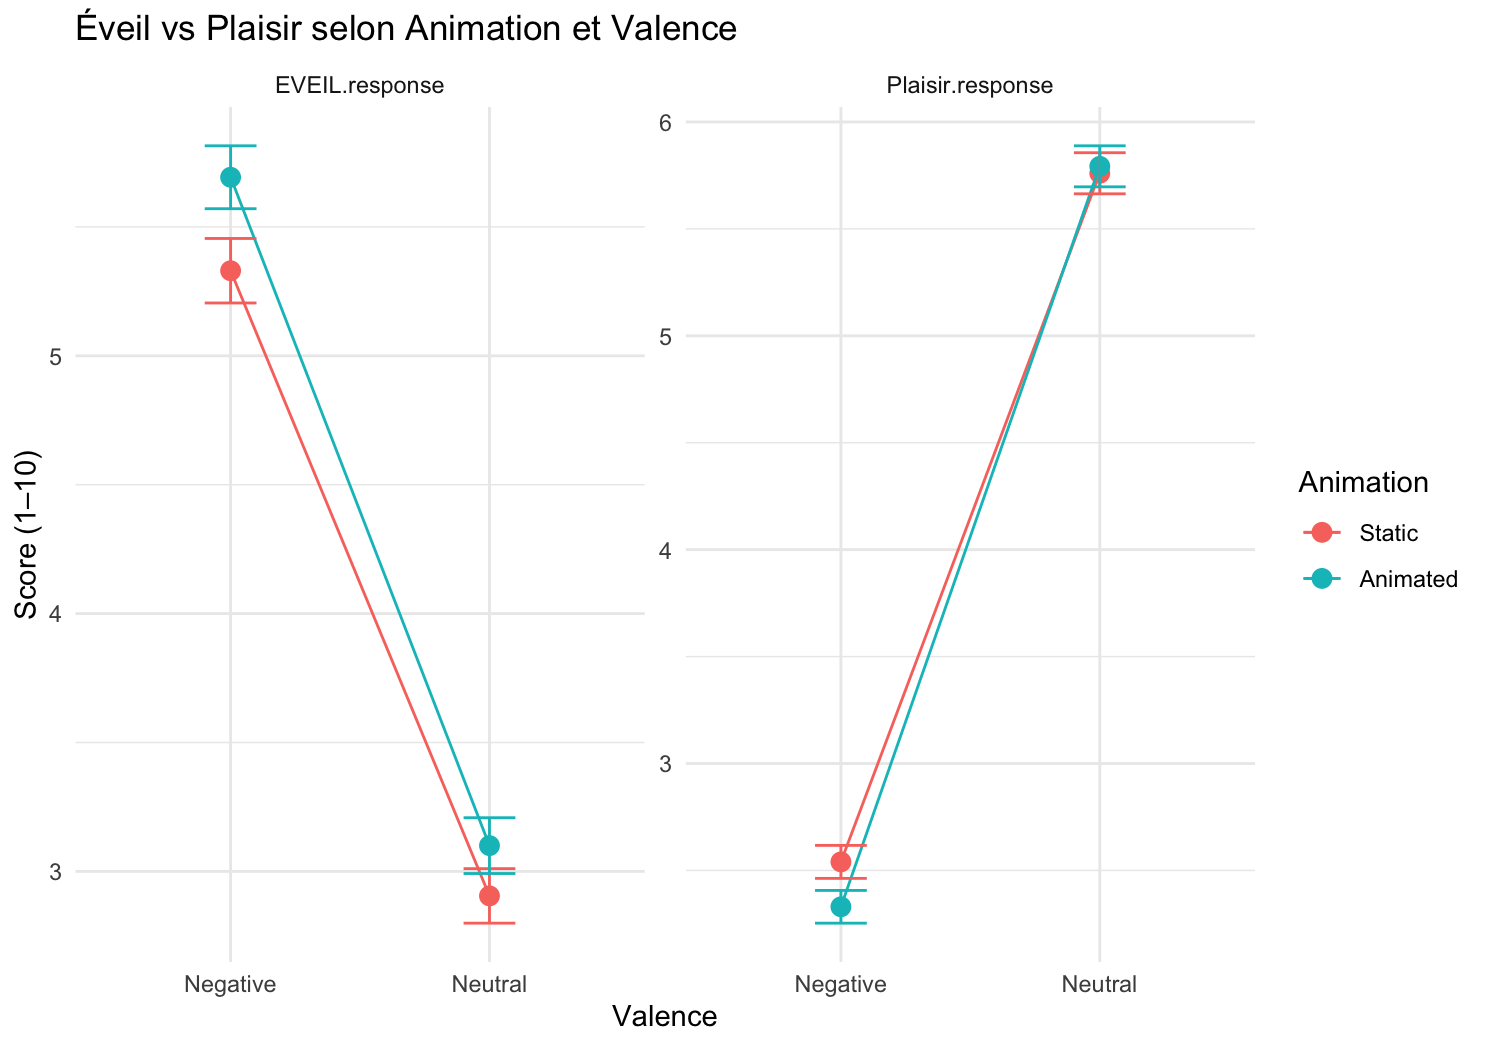 Éveil vs Plaisir selon Animation et Valence
EVEIL.response
Plaisir.response
Score (1–10)
5
4
3
6
5
4
3
Negative
Neutral
Negative
Neutral
Valence
Animation
Static
Animated